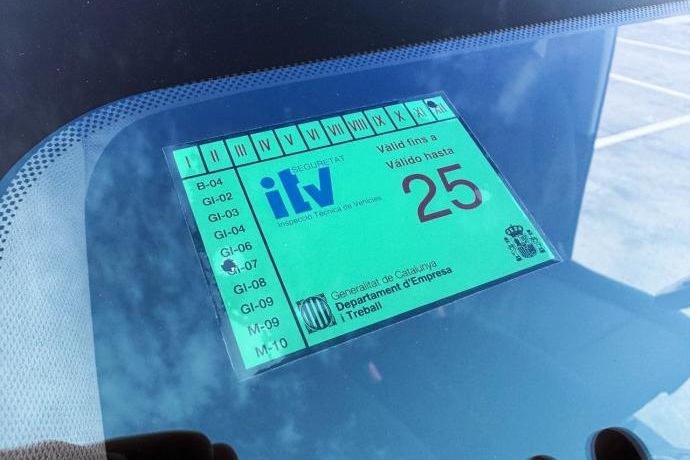 I II III IV V VI VII VIII IX X XI XII
B-04
GI-02
GI-03
GI-04
GI-06
GI-07
GI-08
GI-09
M-09
M-10
SEGURETAT
itv
Inspecció Tècnica de Vehicles
Vàlid fins a
Válido hasta
25
Generalitat de Catalunya
Departament d'Empresa
i Treball